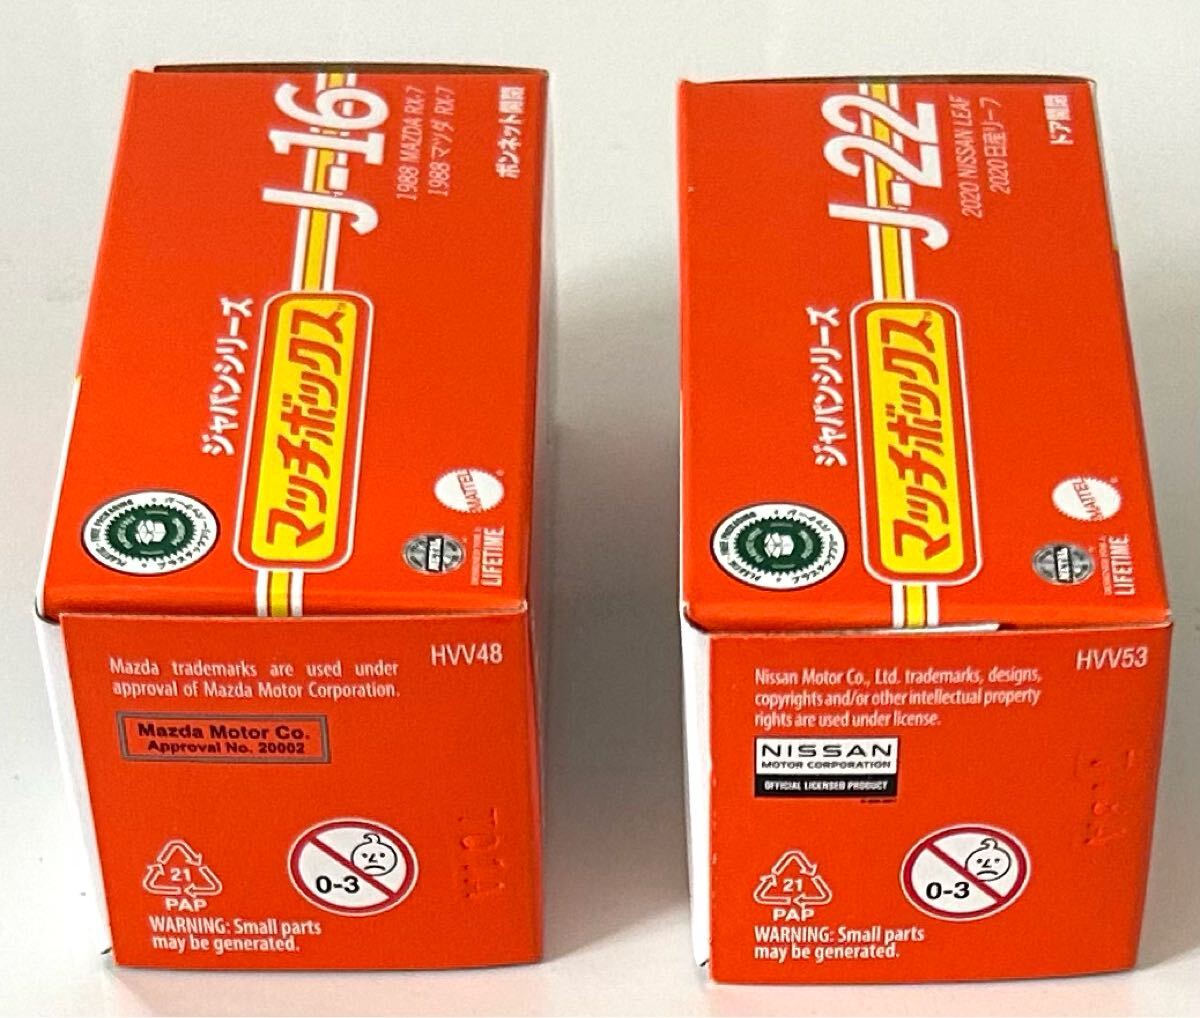 J-16
1988 MAZDA RX-7
1988 マツダ RX-7
ボンネット開閉
ジャパンシリーズ
マッチボックス™
MATTEL
LIFETIME
HVV48
Mazda trademarks are used under
approval of Mazda Motor Corporation.
Mazda Motor Co.
Approval No. 20002
0-3
21
PAP
WARNING: Small parts
may be generated.
J-22
2020 NISSAN LEAF
2020 日産リーフ
ドア開閉
ジャパンシリーズ
マッチボックス™
MATTEL
LIFETIME.
HVV53
Nissan Motor Co., Ltd. trademarks, designs,
copyrights and/or other intellectual property
rights are used under license.
NISSAN
MOTOR CORPORATION
OFFICIAL LICENSED PRODUCT
0-3
21
PAP
WARNING: Small parts
may be generated.